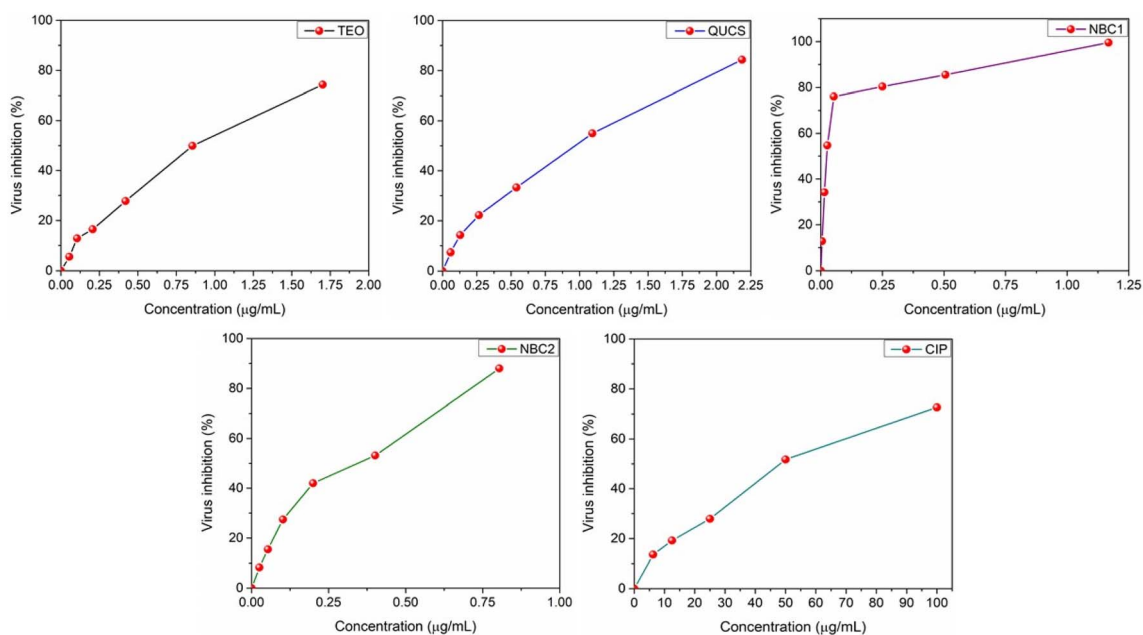 TEO
Virus inhibition (%)
100
80
60
40
20
0
0.00 0.25 0.50 0.75 1.00 1.25 1.50 1.75 2.00
Concentration (μg/mL)
QUCS
Virus inhibition (%)
100
80
60
40
20
0
0.00 0.25 0.50 0.75 1.00 1.25 1.50 1.75 2.00 2.25
Concentration (μg/mL)
NBC1
Virus inhibition (%)
100
80
60
40
20
0
0.00 0.25 0.50 0.75 1.00 1.25
Concentration (μg/mL)
NBC2
Virus inhibition (%)
100
80
60
40
20
0
0.00 0.25 0.50 0.75 1.00
Concentration (μg/mL)
CIP
Virus inhibition (%)
100
80
60
40
20
0
0 10 20 30 40 50 60 70 80 90 100
Concentration (μg/mL)